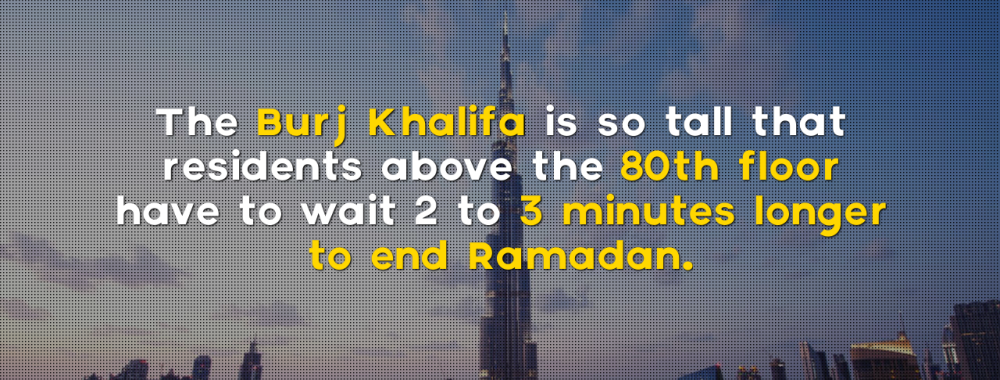 The Burj Khalifa is so tall that
residents above the 80th floor
have to wait 2 to 3 minutes longer
to end Ramadan.